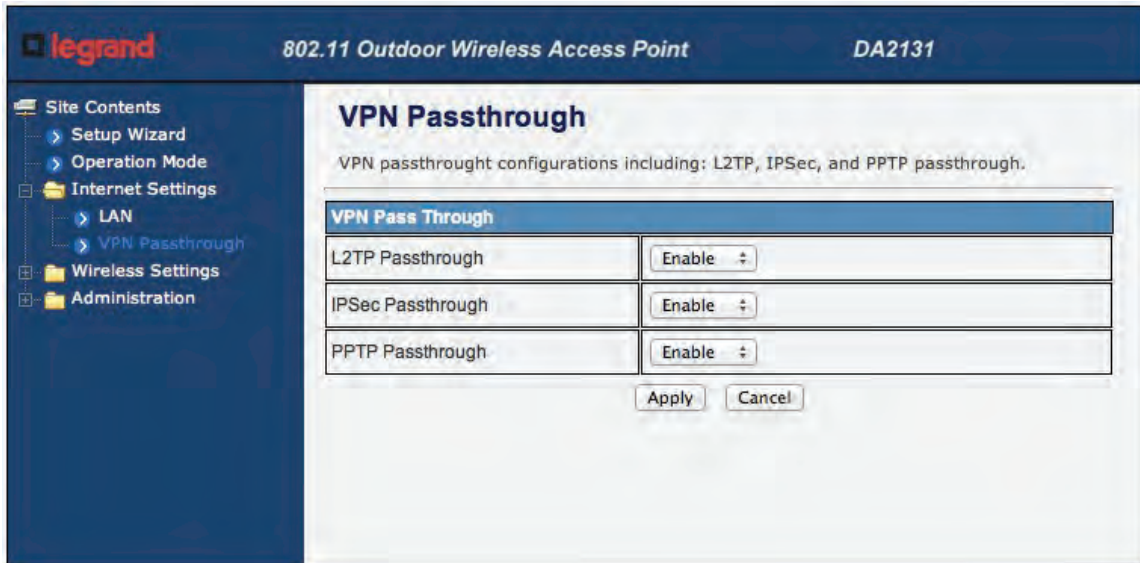 legrand
802.11 Outdoor Wireless Access Point
DA2131
Site Contents
Setup Wizard
Operation Mode
Internet Settings
LAN
VPN Passthrough
Wireless Settings
Administration
VPN Passthrough
VPN passthrought configurations including: L2TP, IPSec, and PPTP passthrough.
VPN Pass Through
L2TP Passthrough Enable
IPSec Passthrough Enable
PPTP Passthrough Enable
Apply Cancel